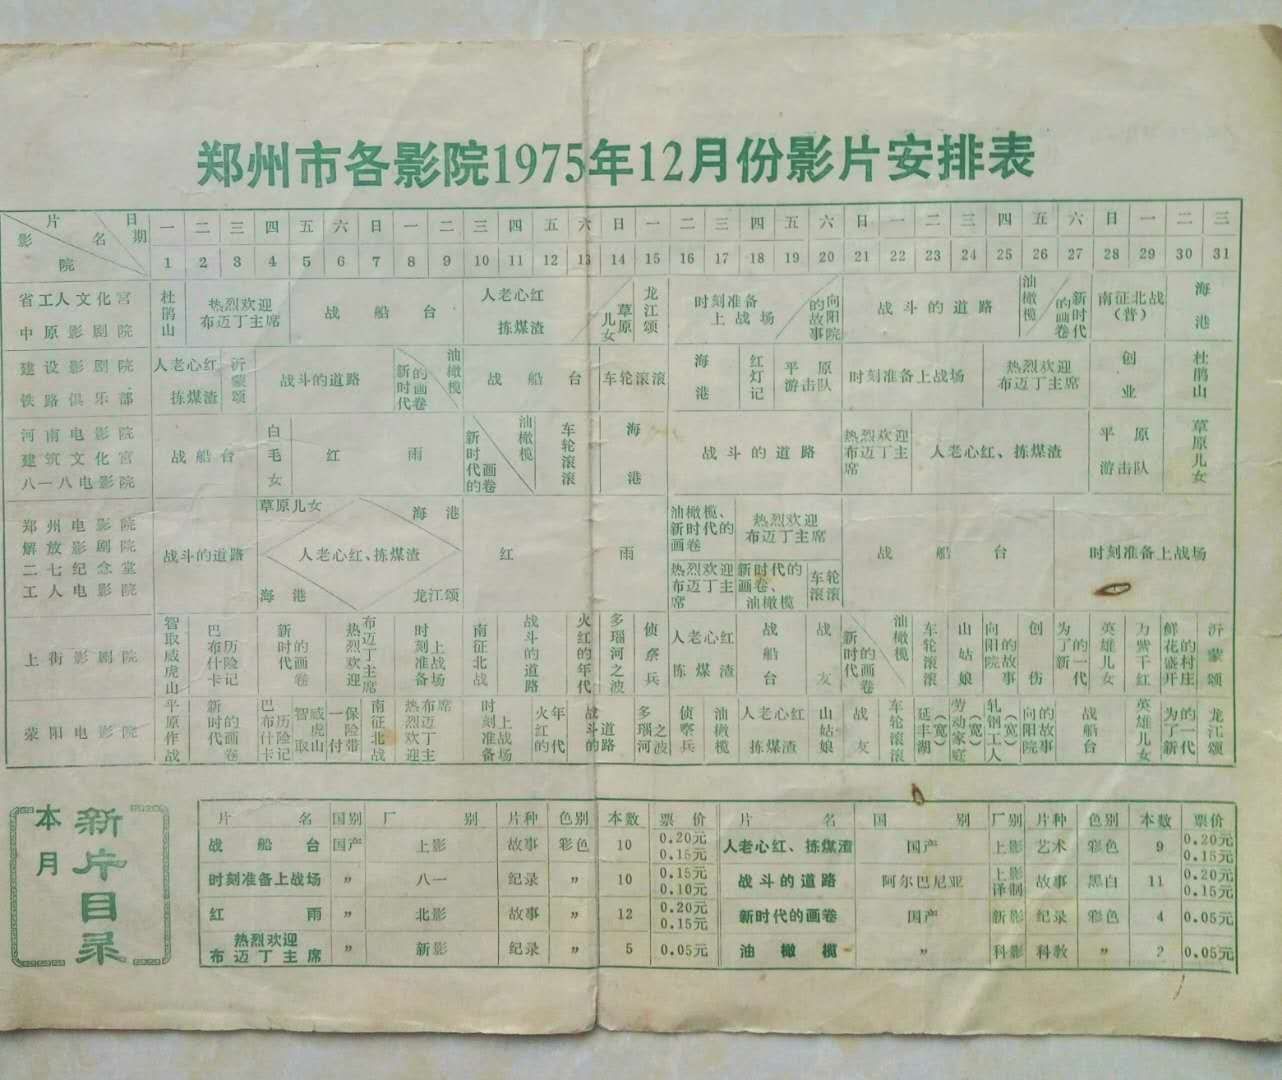 郑州市各影院1975年12月份影片安排表
片名 日期 影院
一 二 三 四 五 六 日 一 二 三 四 五 六 日 一 二 三 四 五 六 日 一 二 三 四 五 六 日 一 二 三
1 2 3 4 5 6 7 8 9 10 11 12 13 14 15 16 17 18 19 20 21 22 23 24 25 26 27 28 29 30 31
省工人文化宫
中原影剧院
杜鹃山 热烈欢迎布迈丁主席 战船台 人老心红 拣煤渣 草原儿女 龙江颂 时刻准备上战场 向阳院的故事 战斗的道路 油橄榄 新时代的画卷 南征北战(普) 海港
建设影剧院
铁路俱乐部
人老心红 拣煤渣 沂蒙颂 战斗的道路 新时代的画卷 油橄榄 战船台 车轮滚滚 海港 红灯记 平原游击队 时刻准备上战场 热烈欢迎布迈丁主席 创业 杜鹃山
河南电影院
建筑文化宫
八一八电影院
战船台 白毛女 红雨 新时代的画卷 油橄榄 车轮滚滚 海港 战斗的道路 热烈欢迎布迈丁主席 人老心红、拣煤渣 平原游击队 草原儿女
郑州电影院
解放影剧院
二七纪念堂
工人电影院
战斗的道路 草原儿女 海港 人老心红、拣煤渣 海港 龙江颂 红雨 油橄榄、新时代的画卷 热烈欢迎布迈丁主席 热烈欢迎布迈丁主席 新时代的画卷、油橄榄 车轮滚滚 战船台 时刻准备上战场
上街影剧院
智取威虎山 巴布什卡历险记 新时代的画卷 热烈欢迎布迈丁主席 时刻准备上战场 南征北战 战斗的道路 火红的年代 多瑙河之波 侦察兵 人老心红 拣煤渣 战船台 战友 新时代的画卷 油橄榄 车轮滚滚 山姑娘 向阳院的故事 创伤 为了新的一代 英雄儿女 万紫千红 鲜花盛开的村庄 沂蒙颂
荥阳电影院
平原作战 新时代的画卷 巴布什卡历险记 智取威虎山 一付保险带 南征北战 热烈欢迎布迈丁主席 时刻准备上战场 火红的年代 战斗的道路 多瑙河之波 侦察兵 油橄榄 人老心红 拣煤渣 山姑娘 战友 车轮滚滚 延丰湖(宽) 劳动家庭(宽) 轧钢工人(宽) 向阳院的故事 战船台 英雄儿女 为了新的一代 龙江颂
本月
新片目录
片名 国别 厂别 片种 色别 本数 票价
战船台 国产 上影 故事 彩色 10 0.20元 0.15元
时刻准备上战场 〃 八一 纪录 〃 10 0.15元 0.10元
红雨 〃 北影 故事 〃 12 0.20元 0.15元
热烈欢迎布迈丁主席 〃 新影 纪录 〃 5 0.05元
片名 国别 厂别 片种 色别 本数 票价
人老心红、拣煤渣 国产 上影 艺术 彩色 9 0.20元 0.15元
战斗的道路 阿尔巴尼亚 上影译制 故事 黑白 11 0.20元 0.15元
新时代的画卷 国产 新影 纪录 彩色 4 0.05元
油橄榄 〃 科影 科教 〃 2 0.05元